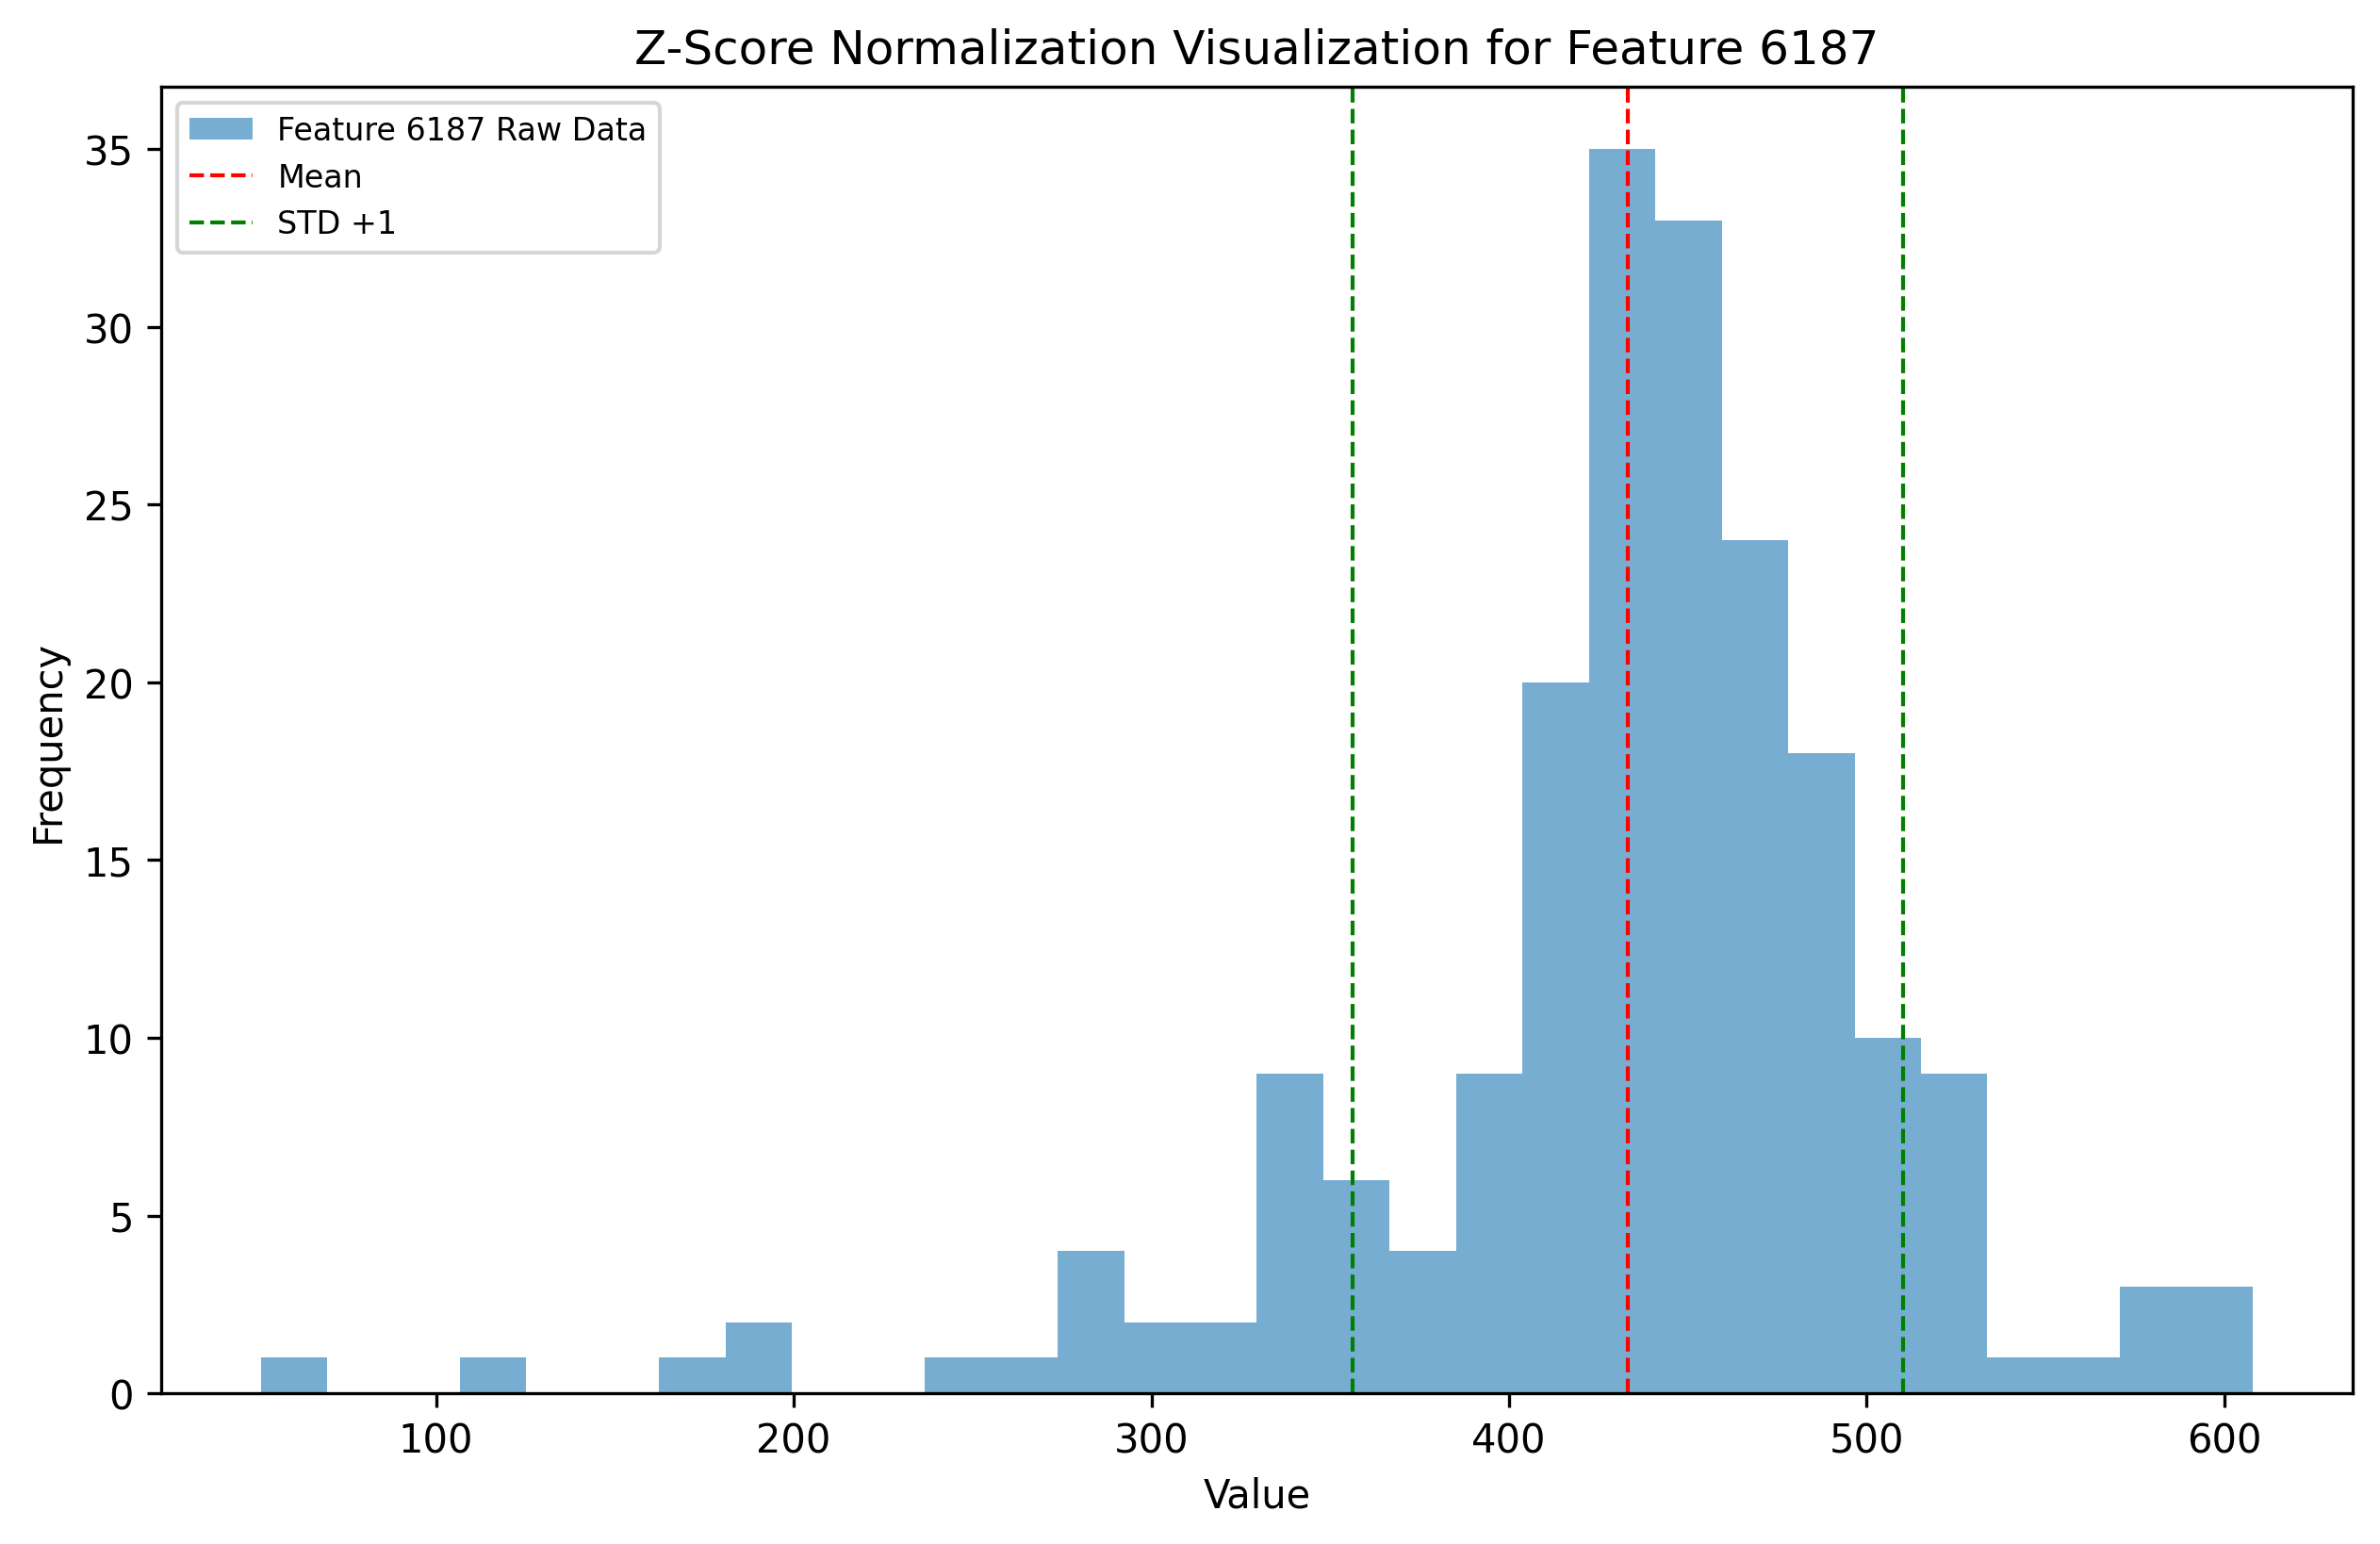 Z-Score Normalization Visualization for Feature 6187
Feature 6187 Raw Data
Mean
STD +1
35
30
25
20
15
10
5
0
Frequency
100 200 300 400 500 600
Value